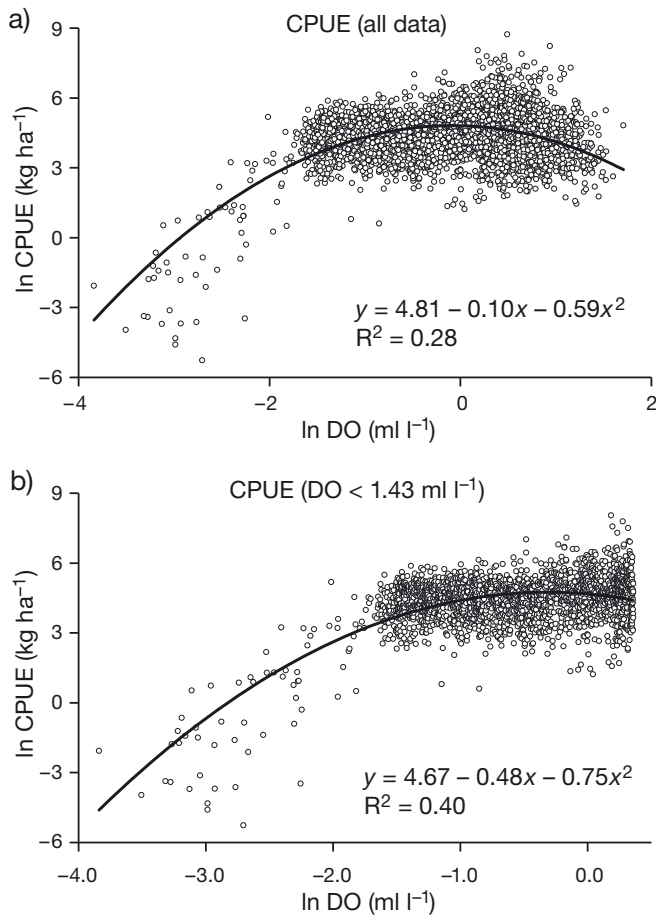 a)
CPUE (all data)
9
6
3
0
−3
−6
ln CPUE (kg ha⁻¹)
y = 4.81 – 0.10x – 0.59x²
R² = 0.28
−4
−2
0
2
ln DO (ml l⁻¹)
b)
CPUE (DO < 1.43 ml l⁻¹)
9
6
3
0
−3
−6
ln CPUE (kg ha⁻¹)
y = 4.67 – 0.48x – 0.75x²
R² = 0.40
−4.0
−3.0
−2.0
−1.0
0.0
ln DO (ml l⁻¹)